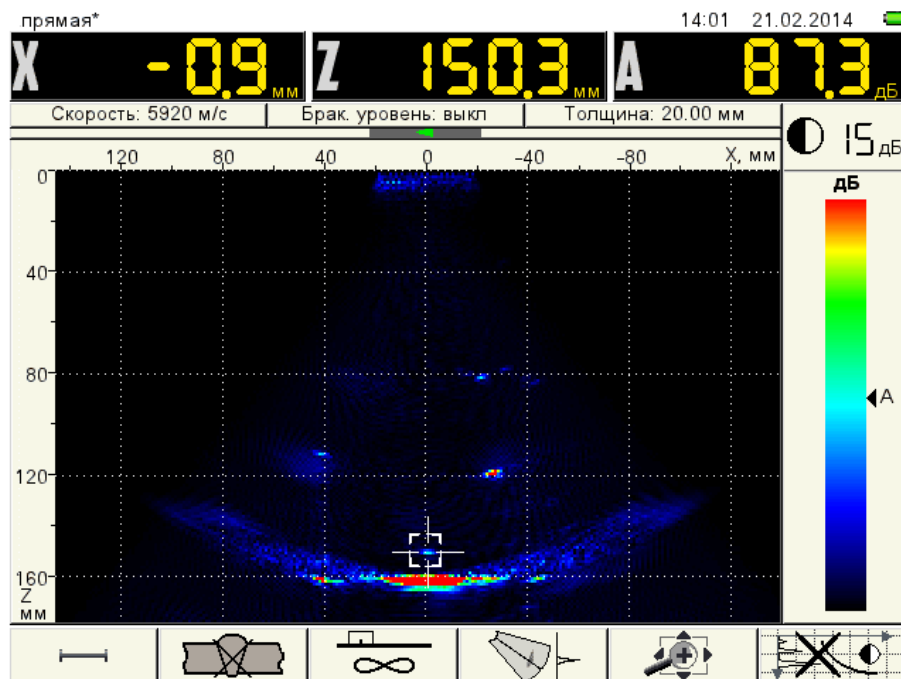 прямая* 14:01 21.02.2014
X -0.9 мм Z 150.3 мм A 87.3 дБ
Скорость: 5920 м/с Брак. уровень: выкл Толщина: 20.00 мм
15 дБ
120 80 40 0 -40 -80 X, мм
дБ
0
40
80
A
120
160
Z
мм